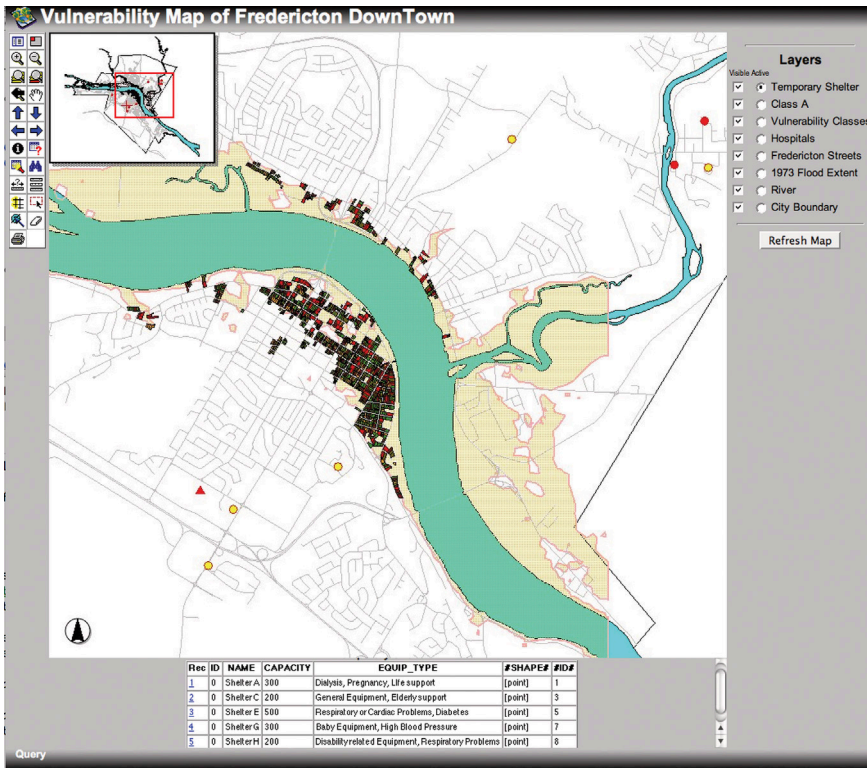 Vulnerability Map of Fredericton DownTown
Layers
Visible Active
Temporary Shelter
Class A
Vulnerability Classes
Hospitals
Fredericton Streets
1973 Flood Extent
River
City Boundary
Refresh Map
Rec ID NAME CAPACITY EQUIP_TYPE #SHAPE# #ID#
1 0 Shelter A 300 Dialysis, Pregnancy, Life support [point] 1
2 0 Shelter C 200 General Equipment, Elderly support [point] 3
3 0 Shelter E 500 Respiratory or Cardiac Problems, Diabetes [point] 5
4 0 Shelter G 300 Baby Equipment, High Blood Pressure [point] 7
5 0 Shelter H 200 Disability related Equipment, Respiratory Problems [point] 8
Query